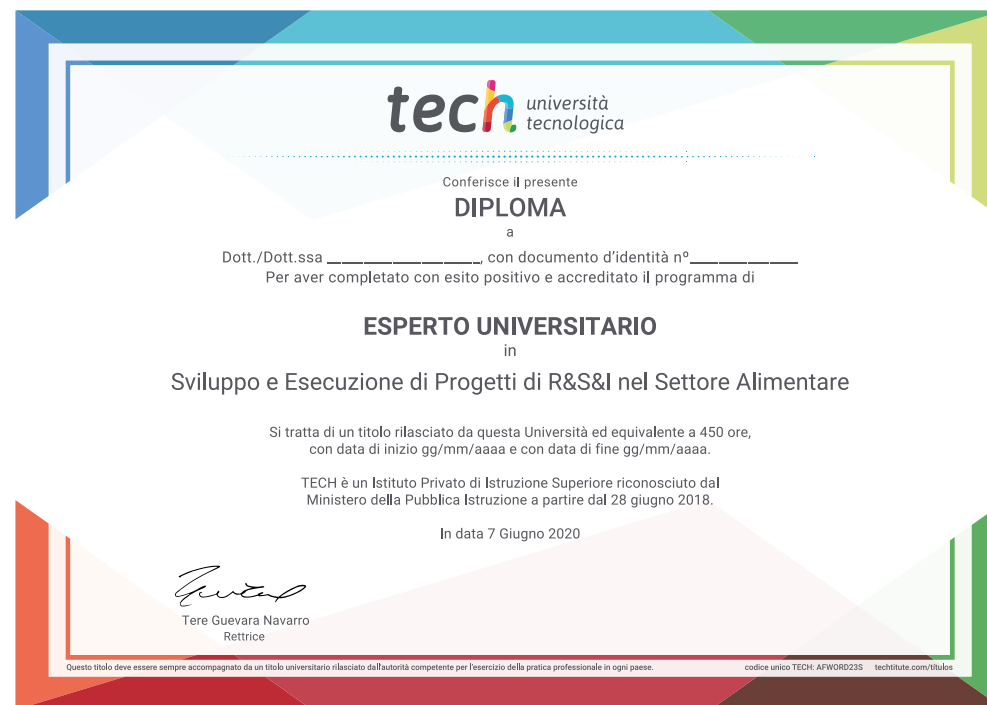 tech università
tecnologica
Conferisce il presente
DIPLOMA
a
Dott./Dott.ssa ____________________, con documento d'identità nº______________
Per aver completato con esito positivo e accreditato il programma di
ESPERTO UNIVERSITARIO
in
Sviluppo e Esecuzione di Progetti di R&S&I nel Settore Alimentare
Si tratta di un titolo rilasciato da questa Università ed equivalente a 450 ore,
con data di inizio gg/mm/aaaa e con data di fine gg/mm/aaaa.
TECH è un Istituto Privato di Istruzione Superiore riconosciuto dal
Ministero della Pubblica Istruzione a partire dal 28 giugno 2018.
In data 7 Giugno 2020
Tere Guevara Navarro
Rettrice
Questo titolo deve essere sempre accompagnato da un titolo universitario rilasciato dall'autorità competente per l'esercizio della pratica professionale in ogni paese. codice unico TECH: AFWORD23S techtitute.com/titulos